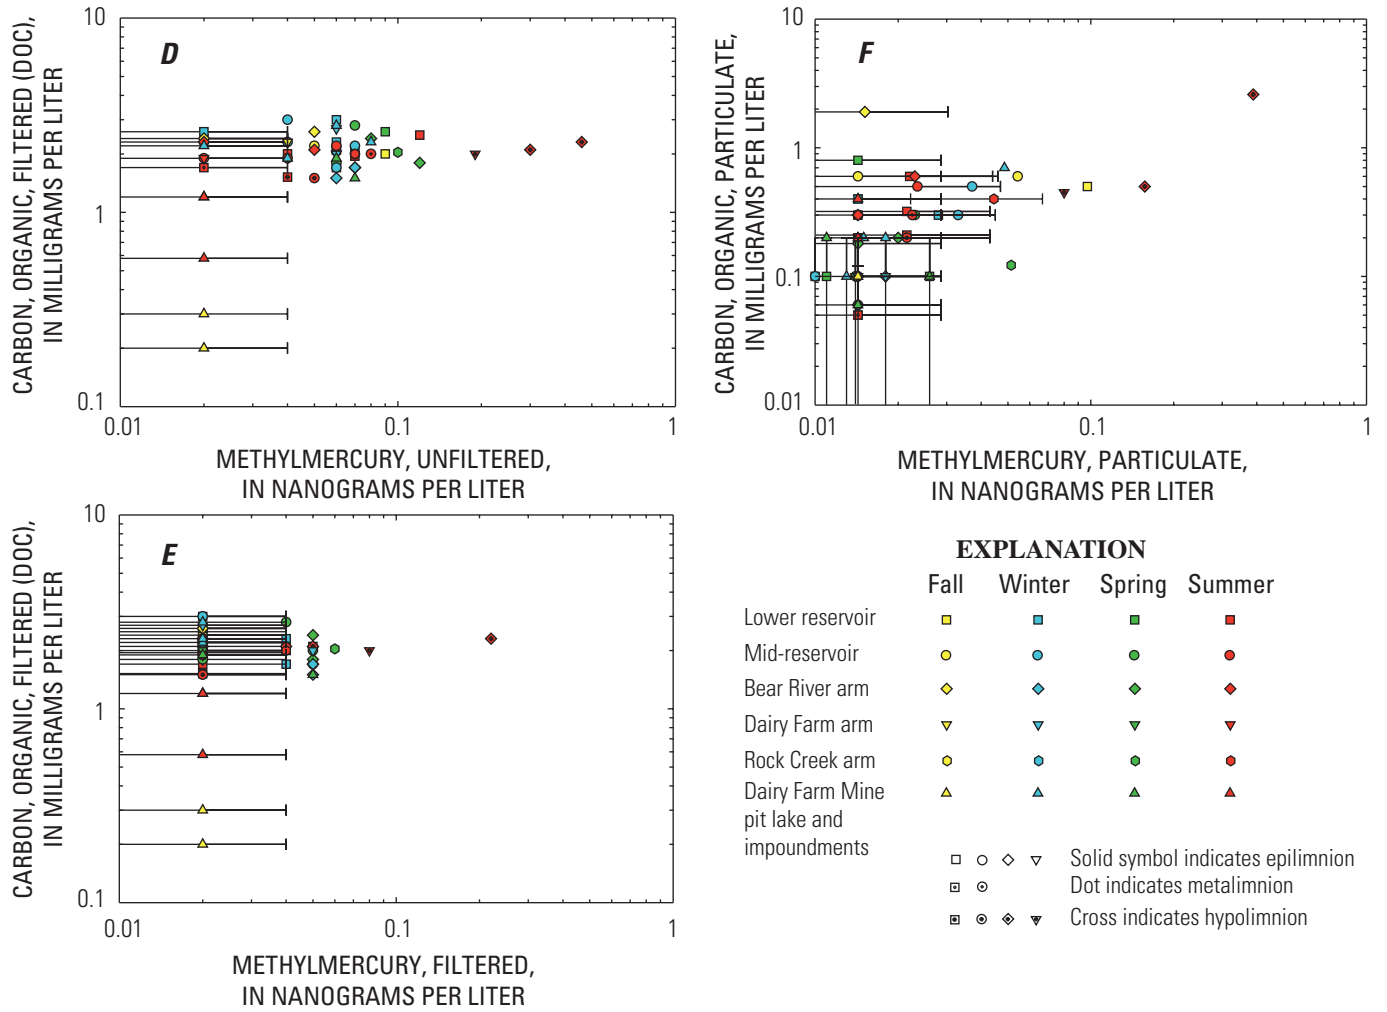 D
10
1
0.1
0.01
0.1
1
CARBON, ORGANIC, FILTERED (DOC),
IN MILLIGRAMS PER LITER
METHYLMERCURY, UNFILTERED,
IN NANOGRAMS PER LITER
F
10
1
0.1
0.01
0.01
0.1
1
CARBON, ORGANIC, PARTICULATE,
IN MILLIGRAMS PER LITER
METHYLMERCURY, PARTICULATE,
IN NANOGRAMS PER LITER
E
10
1
0.1
0.01
0.1
1
CARBON, ORGANIC, FILTERED (DOC),
IN MILLIGRAMS PER LITER
METHYLMERCURY, FILTERED,
IN NANOGRAMS PER LITER
EXPLANATION
Fall Winter Spring Summer
Lower reservoir
Mid-reservoir
Bear River arm
Dairy Farm arm
Rock Creek arm
Dairy Farm Mine
pit lake and
impoundments
Solid symbol indicates epilimnion
Dot indicates metalimnion
Cross indicates hypolimnion